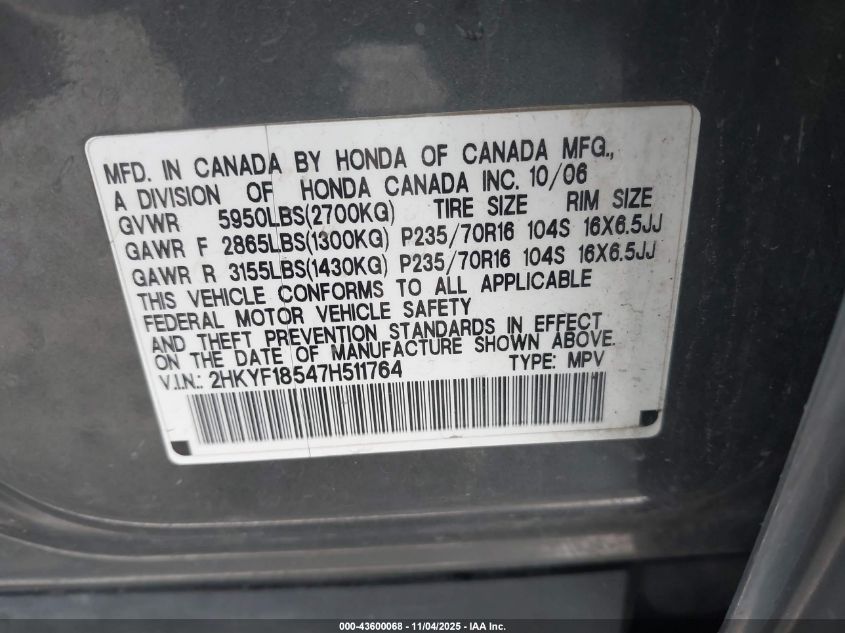 MFD. IN CANADA BY HONDA OF CANADA MFG.,
A DIVISION OF HONDA CANADA INC. 10/06
GVWR 5950LBS(2700KG) TIRE SIZE RIM SIZE
GAWR F 2865LBS(1300KG) P235/70R16 104S 16X6.5JJ
GAWR R 3155LBS(1430KG) P235/70R16 104S 16X6.5JJ
THIS VEHICLE CONFORMS TO ALL APPLICABLE
FEDERAL MOTOR VEHICLE SAFETY
AND THEFT PREVENTION STANDARDS IN EFFECT
ON THE DATE OF MANUFACTURE SHOWN ABOVE.
V.I.N.: 2HKYF18547H511764 TYPE: MPV
000-43600068 - 11/04/2025 - IAA Inc.